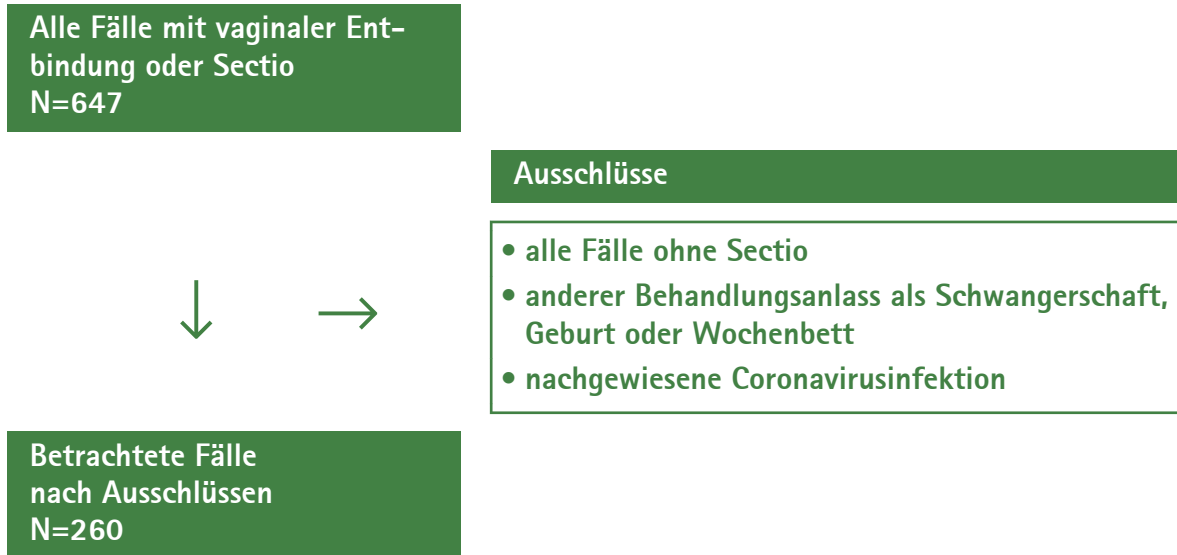 Alle Fälle mit vaginaler Ent-
bindung oder Sectio
N=647
Ausschlüsse
• alle Fälle ohne Sectio
• anderer Behandlungsanlass als Schwangerschaft,
Geburt oder Wochenbett
• nachgewiesene Coronavirusinfektion
Betrachtete Fälle
nach Ausschlüssen
N=260